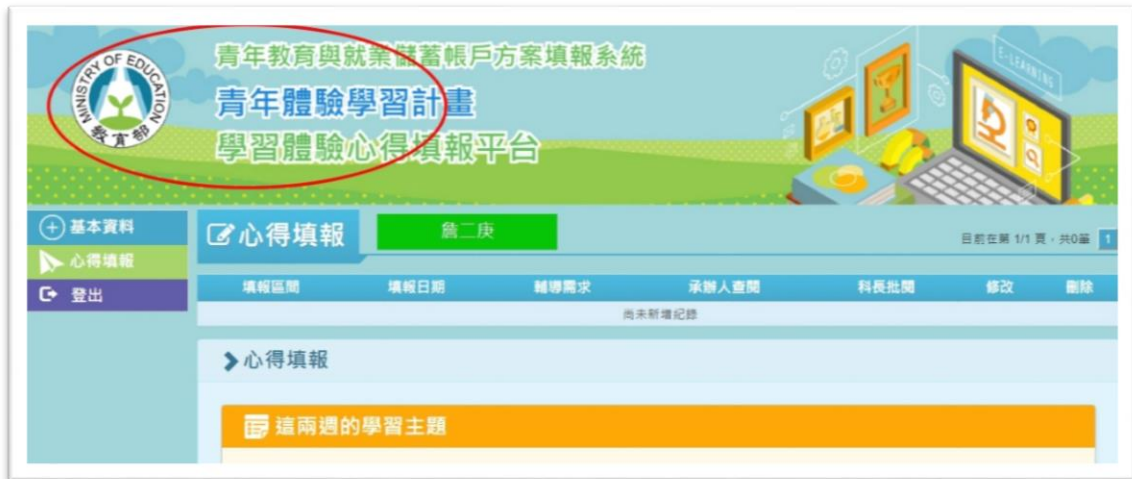 MINISTRY OF EDUCATION
教育部
青年教育與就業儲蓄帳戶方案填報系統
青年體驗學習計畫
學習體驗心得填報平台
E-LEARNING
基本資料
心得填報
登出
心得填報
詹二庚
目前在第 1/1 頁，共0筆 1
填報區間 填報日期 輔導需求 承辦人查閱 科長批閱 修改 刪除
尚未新增紀錄
心得填報
這兩週的學習主題